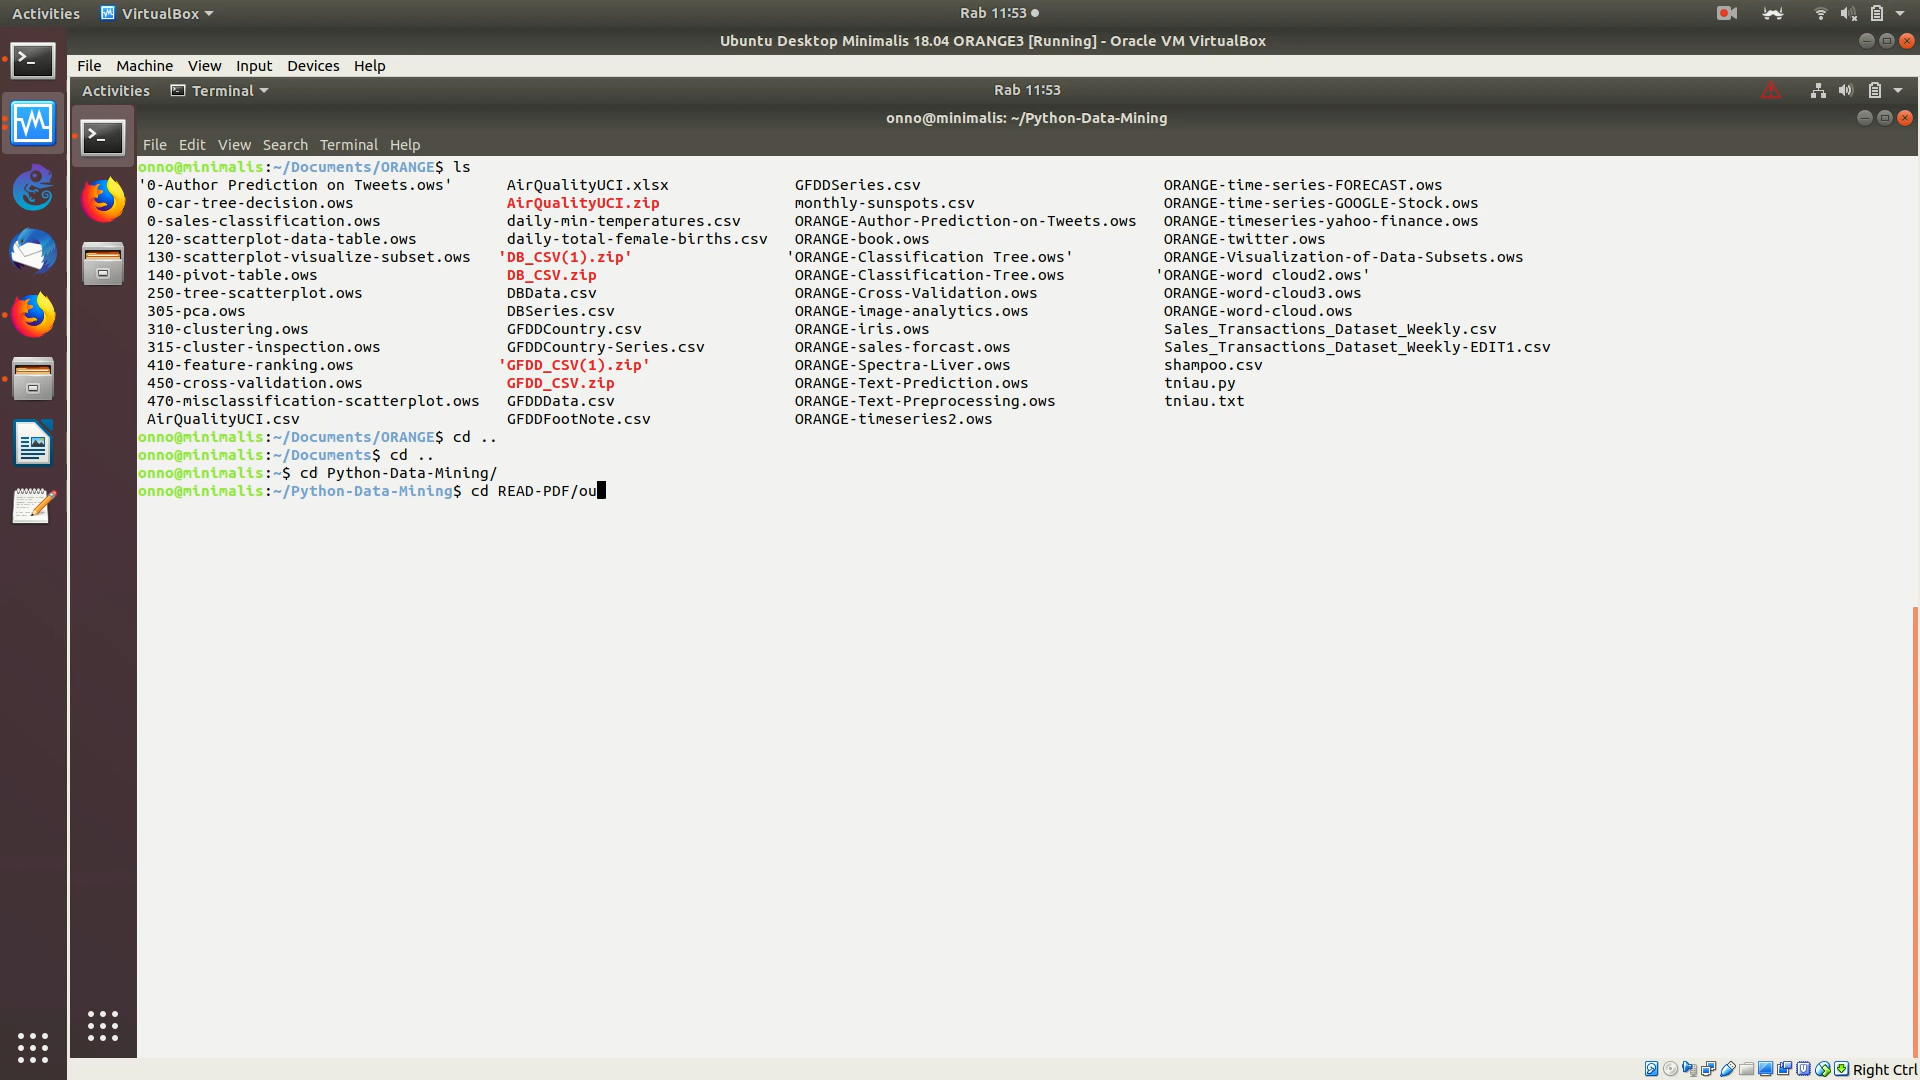 Activities VirtualBox Rab 11:53
Ubuntu Desktop Minimalis 18.04 ORANGE3 [Running] - Oracle VM VirtualBox
File Machine View Input Devices Help
Activities Terminal Rab 11:53
onno@minimalis: ~/Python-Data-Mining
File Edit View Search Terminal Help
onno@minimalis:~/Documents/ORANGE$ ls
'0-Author Prediction on Tweets.ows' AirQualityUCI.xlsx GFDDSeries.csv ORANGE-time-series-FORECAST.ows
0-car-tree-decision.ows AirQualityUCI.zip monthly-sunspots.csv ORANGE-time-series-GOOGLE-Stock.ows
0-sales-classification.ows daily-min-temperatures.csv ORANGE-Author-Prediction-on-Tweets.ows ORANGE-timeseries-yahoo-finance.ows
120-scatterplot-data-table.ows daily-total-female-births.csv ORANGE-book.ows ORANGE-twitter.ows
130-scatterplot-visualize-subset.ows 'DB_CSV(1).zip' 'ORANGE-Classification Tree.ows' ORANGE-Visualization-of-Data-Subsets.ows
140-pivot-table.ows DB_CSV.zip ORANGE-Classification-Tree.ows 'ORANGE-word cloud2.ows'
250-tree-scatterplot.ows DBData.csv ORANGE-Cross-Validation.ows ORANGE-word-cloud3.ows
305-pca.ows DBSeries.csv ORANGE-image-analytics.ows ORANGE-word-cloud.ows
310-clustering.ows GFDDCountry.csv ORANGE-iris.ows Sales_Transactions_Dataset_Weekly.csv
315-cluster-inspection.ows GFDDCountry-Series.csv ORANGE-sales-forcast.ows Sales_Transactions_Dataset_Weekly-EDIT1.csv
410-feature-ranking.ows 'GFDD_CSV(1).zip' ORANGE-Spectra-Liver.ows shampoo.csv
450-cross-validation.ows GFDD_CSV.zip ORANGE-Text-Prediction.ows tniau.py
470-misclassification-scatterplot.ows GFDDData.csv ORANGE-Text-Preprocessing.ows tniau.txt
AirQualityUCI.csv GFDDFootNote.csv ORANGE-timeseries2.ows
onno@minimalis:~/Documents/ORANGE$ cd ..
onno@minimalis:~/Documents$ cd ..
onno@minimalis:~$ cd Python-Data-Mining/
onno@minimalis:~/Python-Data-Mining$ cd READ-PDF/ou
Right Ctrl